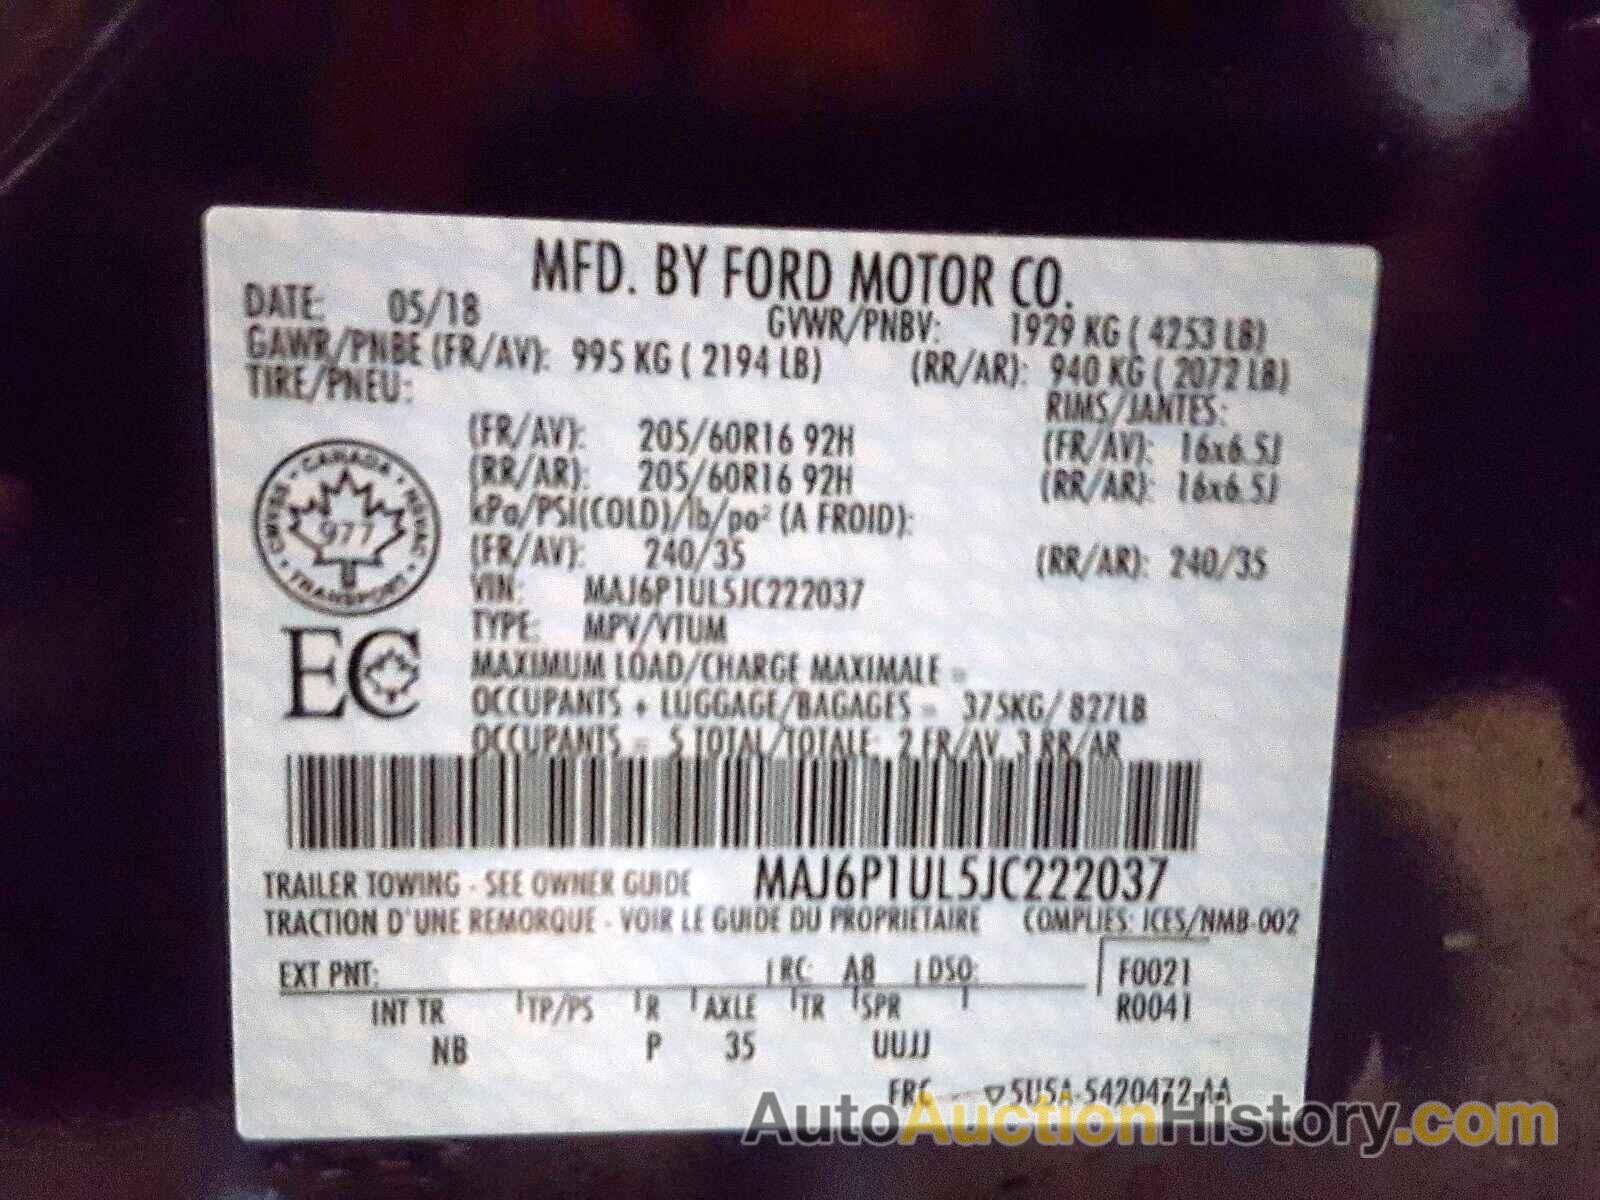 MFD. BY FORD MOTOR CO.
DATE: 05/18 GVWR/PNBV: 1929 KG ( 4253 LB)
GAWR/PNBE (FR/AV): 995 KG ( 2194 LB) (RR/AR): 940 KG ( 2072 LB)
TIRE/PNEU: RIMS/JANTES:
(FR/AV): 205/60R16 92H (FR/AV): 16x6.5J
(RR/AR): 205/60R16 92H (RR/AR): 16x6.5J
kPa/PSI(COLD)/lb/po² (A FROID):
(FR/AV): 240/35 (RR/AR): 240/35
VIN: MAJ6P1UL5JC222037
TYPE: MPV/VTUM
MAXIMUM LOAD/CHARGE MAXIMALE =
OCCUPANTS + LUGGAGE/BAGAGES = 375KG/ 827LB
OCCUPANTS = 5 TOTAL/TOTALE: 2 FR/AV, 3 RR/AR
CANADA
977
TRANSPORT
EC
MAJ6P1UL5JC222037
TRAILER TOWING - SEE OWNER GUIDE
TRACTION D'UNE REMORQUE - VOIR LE GUIDE DU PROPRIETAIRE COMPLIES: ICES/NMB-002
EXT PNT: RC: A8 DSO: F0021
INT TR TP/PS R AXLE TR SPR R0041
NB P 35 UUJJ
FRC - ▽5U5A-5420472-AA
AutoAuctionHistory.com